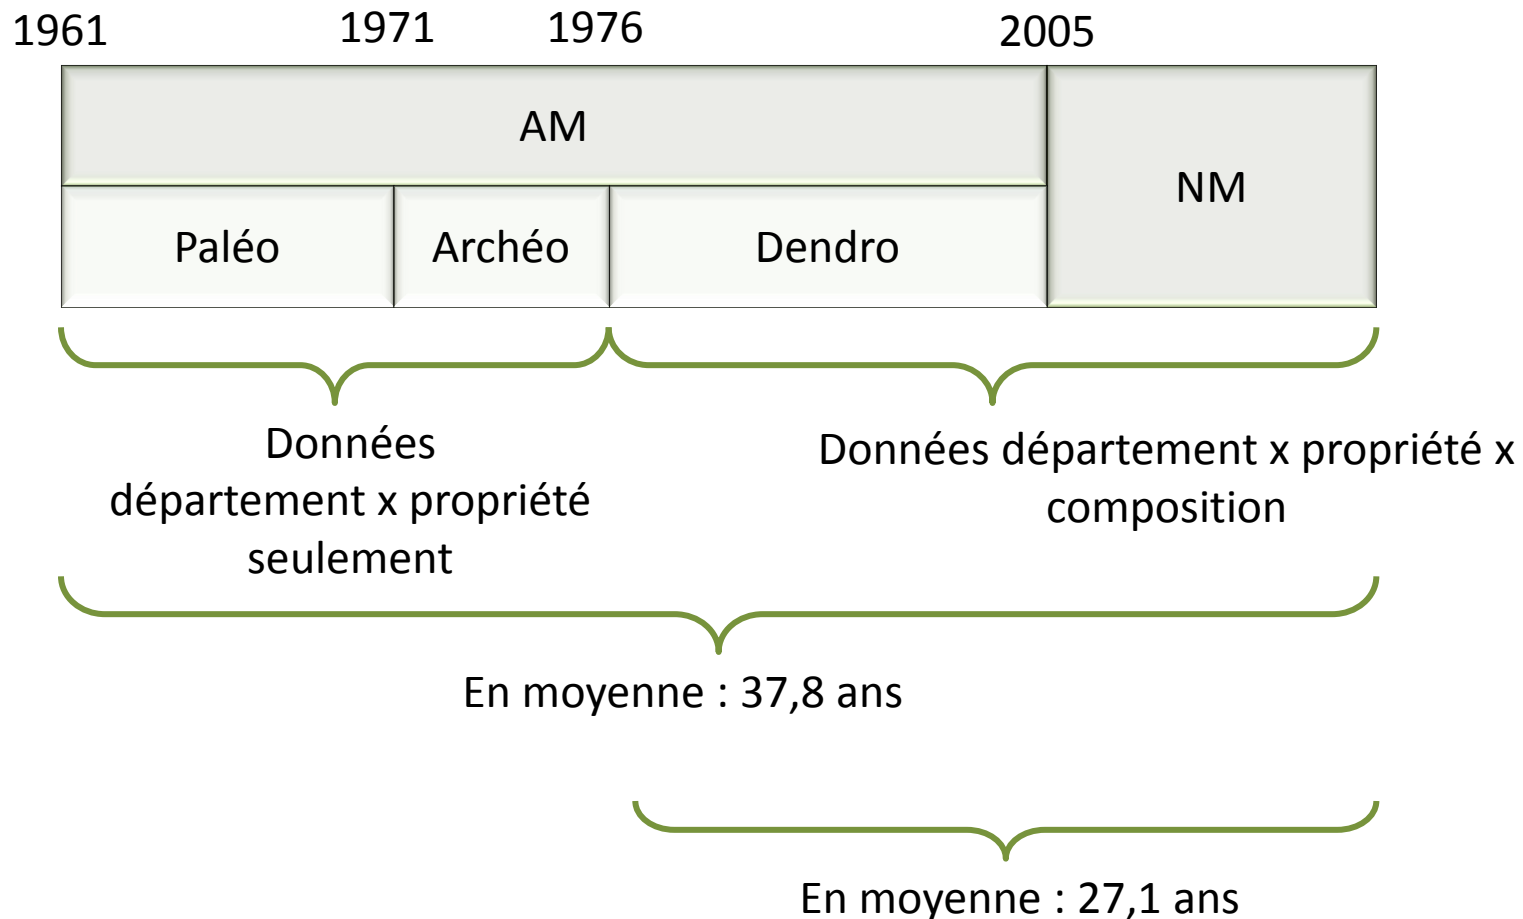 1961 1971 1976 2005
AM
NM
Paléo Archéo Dendro
Données
département x propriété
seulement
Données département x propriété x
composition
En moyenne : 37,8 ans
En moyenne : 27,1 ans